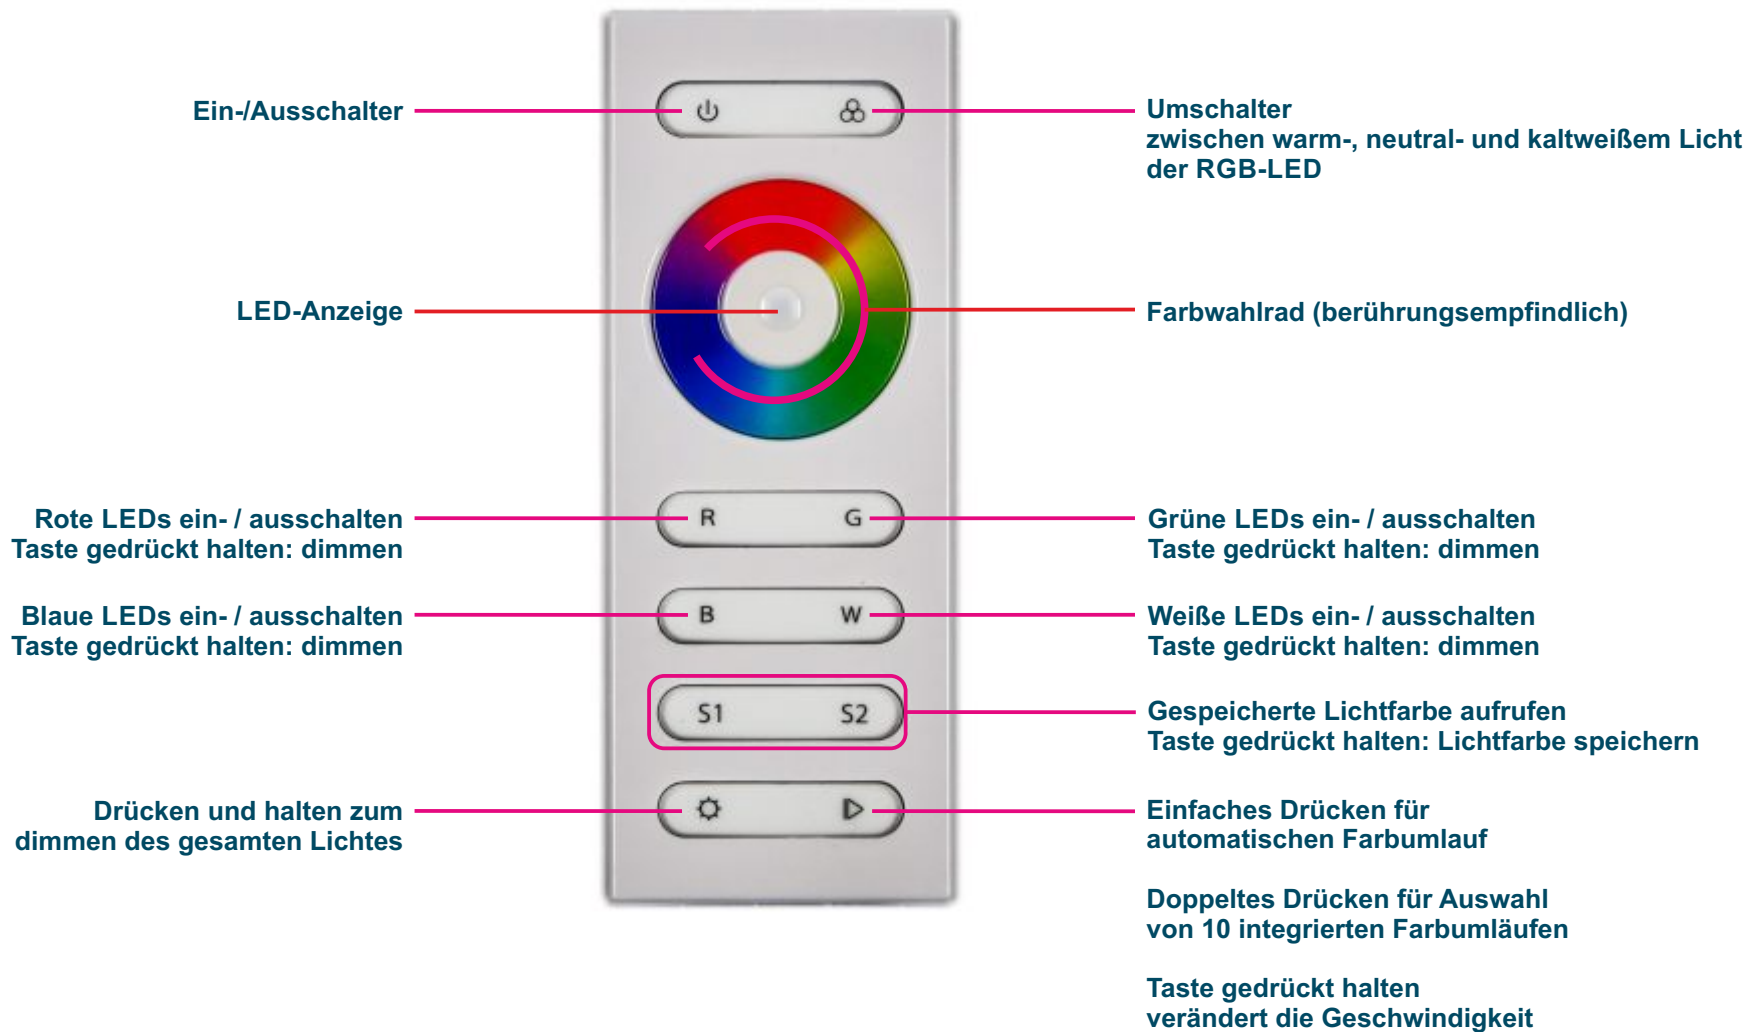 Ein-/Ausschalter
Umschalter
zwischen warm-, neutral- und kaltweißem Licht
der RGB-LED
LED-Anzeige
Farbwahlrad (berührungsempfindlich)
Rote LEDs ein- / ausschalten
Taste gedrückt halten: dimmen
R
G
Grüne LEDs ein- / ausschalten
Taste gedrückt halten: dimmen
Blaue LEDs ein- / ausschalten
Taste gedrückt halten: dimmen
B
W
Weiße LEDs ein- / ausschalten
Taste gedrückt halten: dimmen
S1
S2
Gespeicherte Lichtfarbe aufrufen
Taste gedrückt halten: Lichtfarbe speichern
Drücken und halten zum
dimmen des gesamten Lichtes
Einfaches Drücken für
automatischen Farbumlauf
Doppeltes Drücken für Auswahl
von 10 integrierten Farbumläufen
Taste gedrückt halten
verändert die Geschwindigkeit